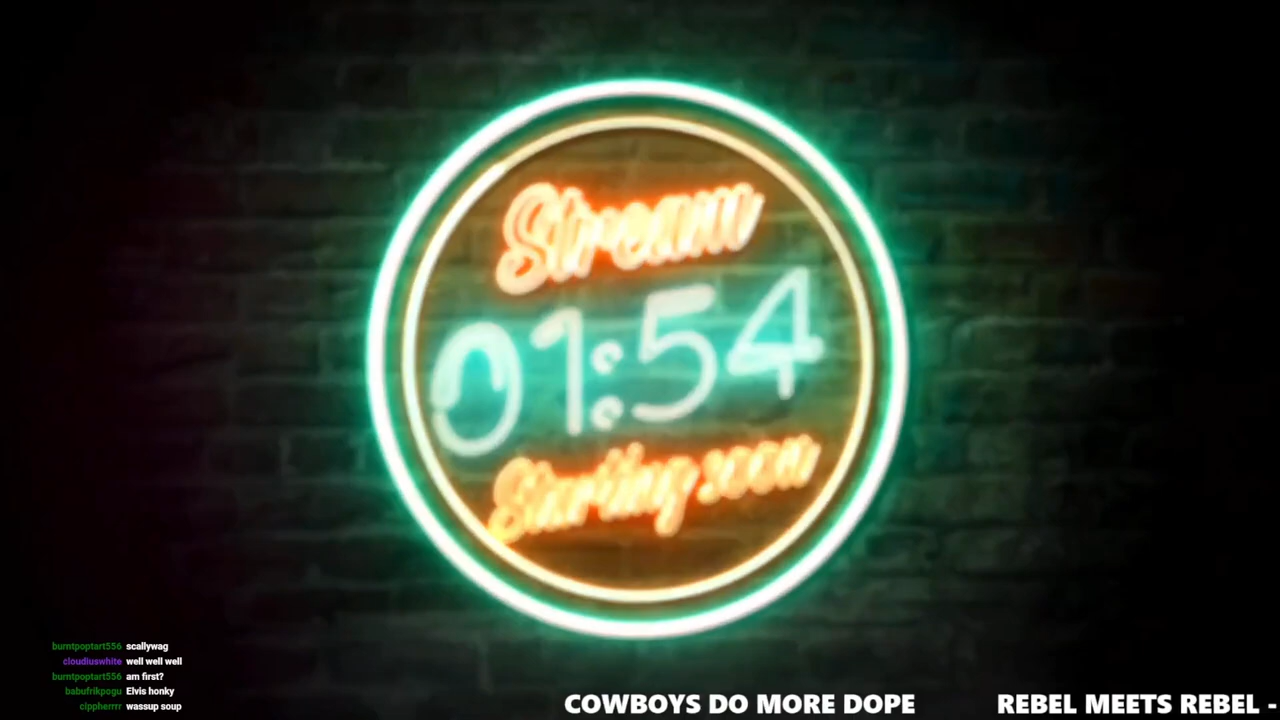 Stream
01:54
Starting soon
burntpoptart556 scallywag
cloudiuswhite well well well
burntpoptart556 am first?
babufrikpogu Elvis honky
cippherrrr wassup soup
COWBOYS DO MORE DOPE REBEL MEETS REBEL -